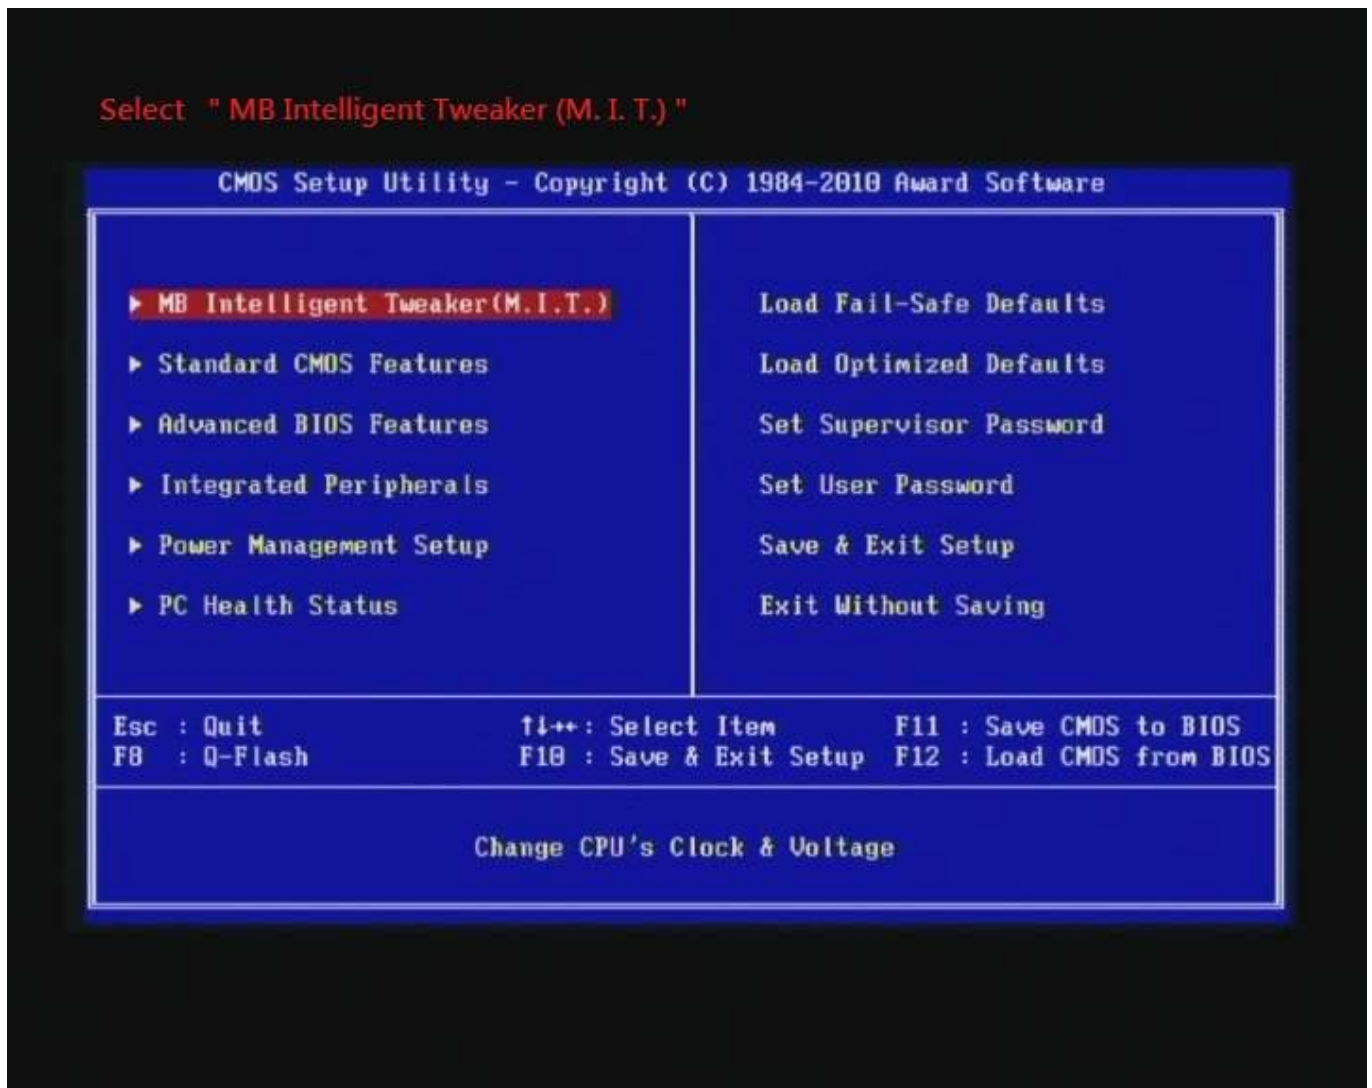 Select " MB Intelligent Tweaker (M. I. T.) "
CMOS Setup Utility - Copyright (C) 1984-2010 Award Software
▶ MB Intelligent Tweaker(M.I.T.)
▶ Standard CMOS Features
▶ Advanced BIOS Features
▶ Integrated Peripherals
▶ Power Management Setup
▶ PC Health Status
Load Fail-Safe Defaults
Load Optimized Defaults
Set Supervisor Password
Set User Password
Save & Exit Setup
Exit Without Saving
Esc : Quit ↑↓→←: Select Item F11 : Save CMOS to BIOS
F8 : Q-Flash F10 : Save & Exit Setup F12 : Load CMOS from BIOS
Change CPU's Clock & Voltage